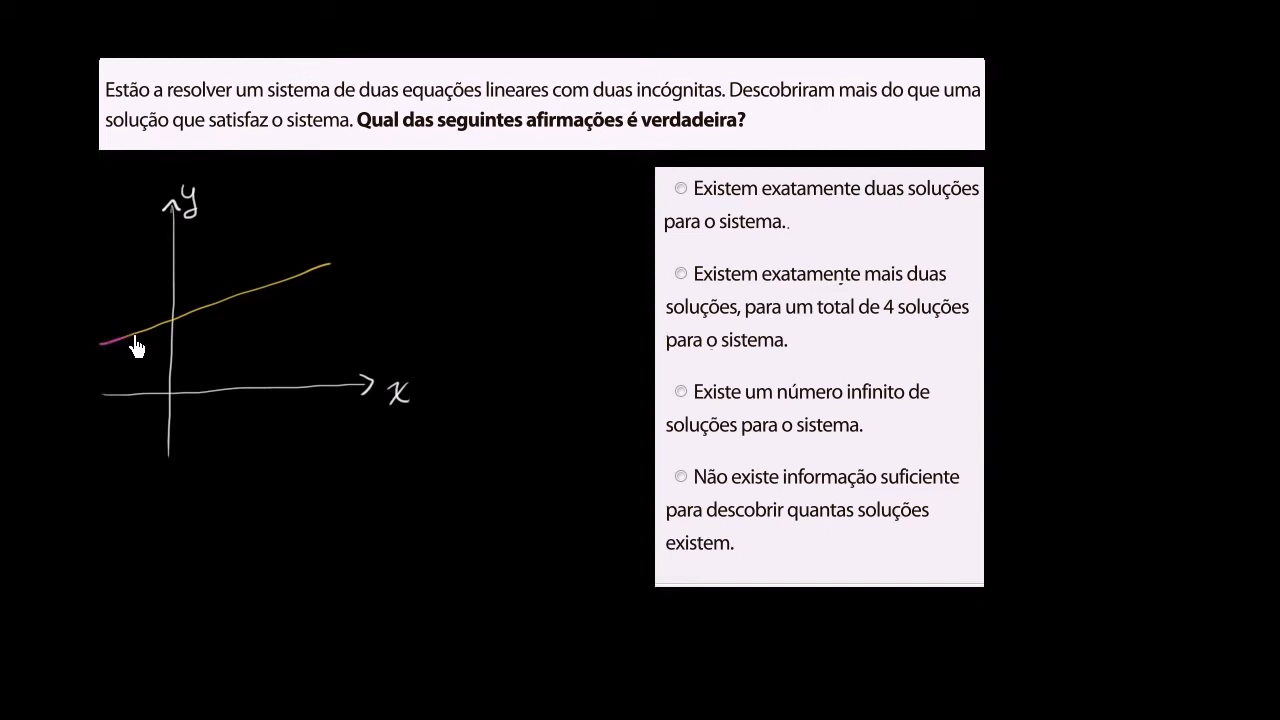 Estão a resolver um sistema de duas equações lineares com duas incógnitas. Descobriram mais do que uma
solução que satisfaz o sistema. Qual das seguintes afirmações é verdadeira?
y
x
Existem exatamente duas soluções
para o sistema..
Existem exatamente mais duas
soluções, para um total de 4 soluções
para o sistema.
Existe um número infinito de
soluções para o sistema.
Não existe informação suficiente
para descobrir quantas soluções
existem.